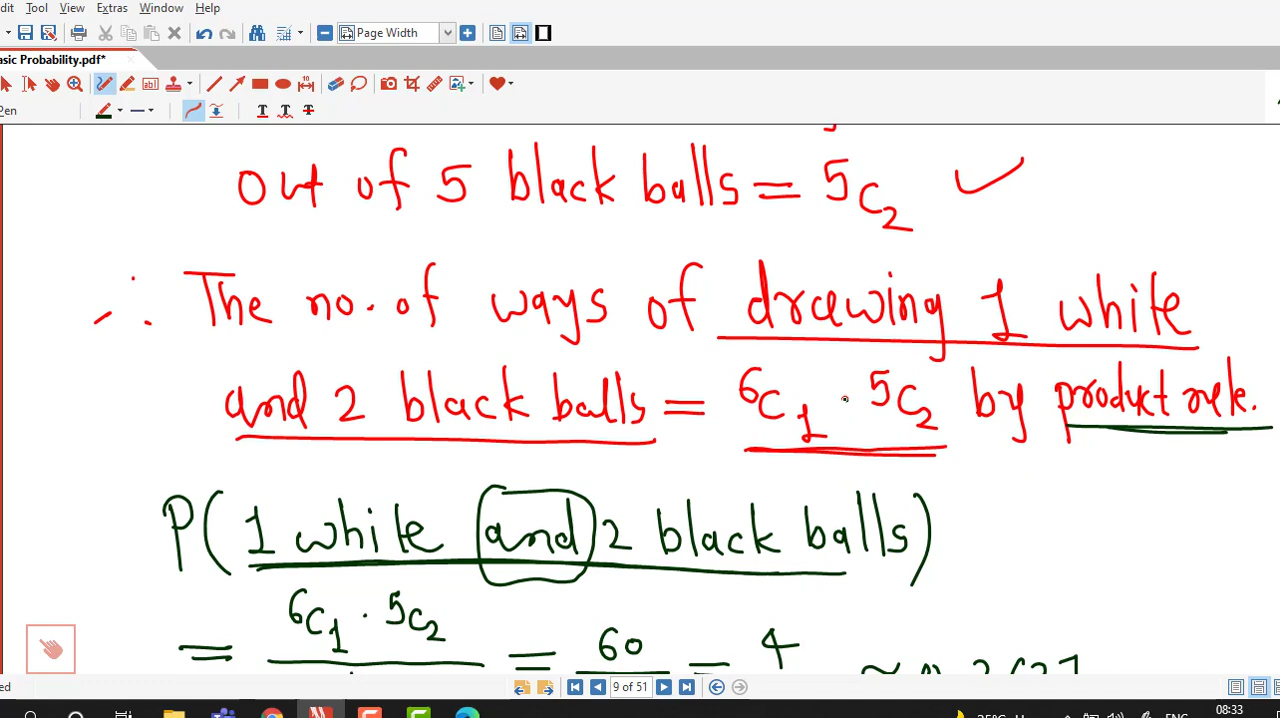 dit Tool View Extras Window Help
Page Width
asic Probability.pdf*
Pen
out of 5 black balls = 5C2 ✓
∴ The no. of ways of drawing 1 white
and 2 black balls = 6C1 · 5C2 by product rule.
P(1 white and 2 black balls)
= 6C1 · 5C2 = 60 = 4
9 of 51
08:33
ENG